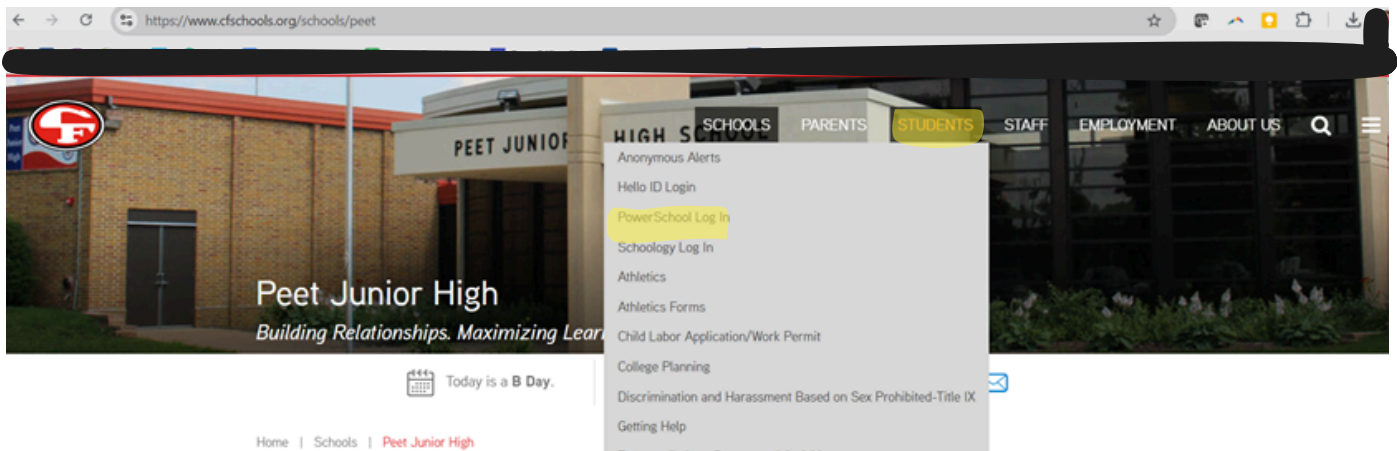 https://www.cfschools.org/schools/peet
CF
PEET JUNIOR HIGH SCHOOL
SCHOOLS PARENTS STUDENTS STAFF EMPLOYMENT ABOUT US
Anonymous Alerts
Hello ID Login
PowerSchool Log In
Schoology Log In
Athletics
Athletics Forms
Child Labor Application/Work Permit
College Planning
Discrimination and Harassment Based on Sex Prohibited-Title IX
Getting Help
Peet Junior High
Building Relationships. Maximizing Lear
Today is a B Day.
Home | Schools | Peet Junior High